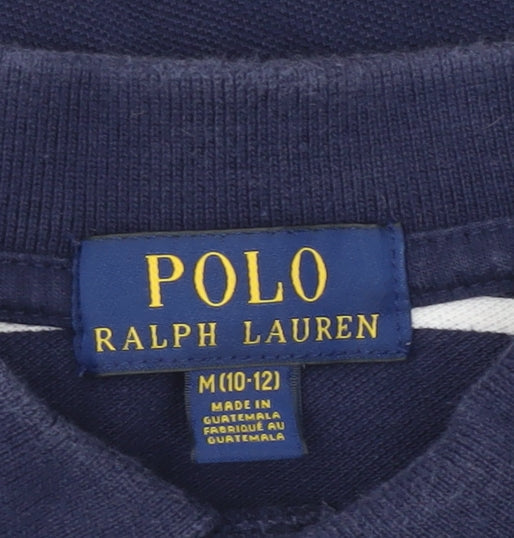 POLO
RALPH LAUREN
M (10-12)
MADE IN
GUATEMALA
FABRIQUÉ AU
GUATEMALA